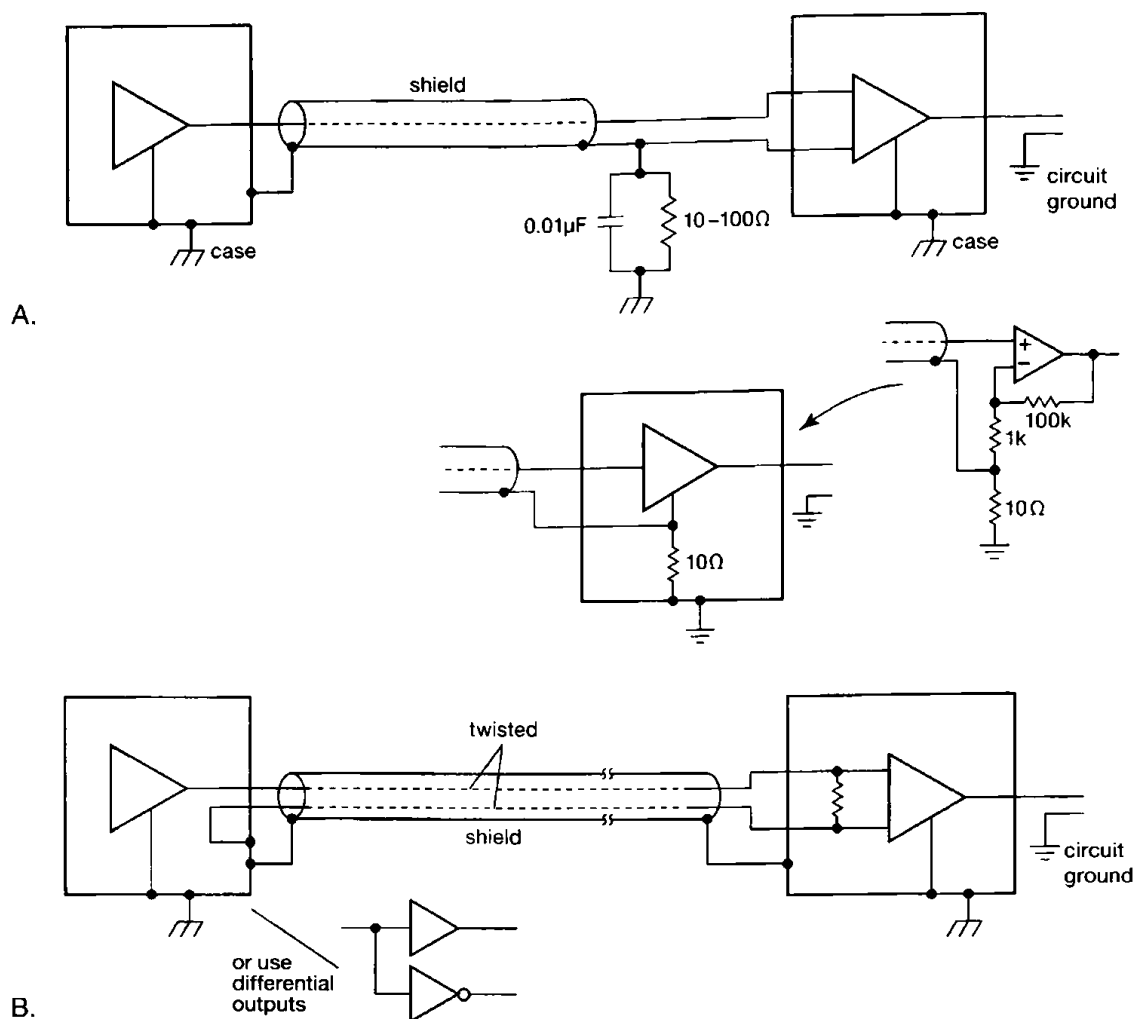 shield
case
0.01µF
10–100Ω
case
circuit
ground
A.
+
−
100k
1k
10Ω
10Ω
twisted
shield
circuit
ground
or use
differential
outputs
B.